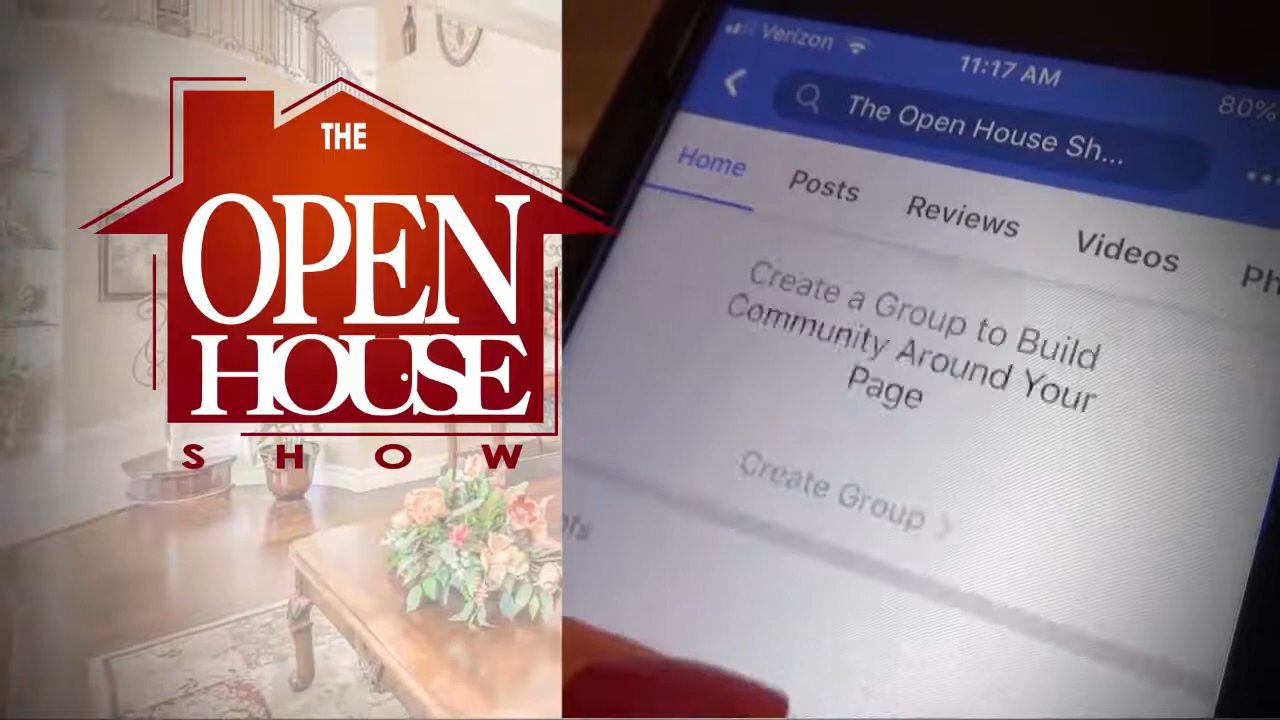 THE
OPEN
HOUSE
SHOW
Verizon
11:17 AM
80%
The Open House Sh...
Home Posts Reviews Videos Ph
Create a Group to Build
Community Around Your
Page
Create Group